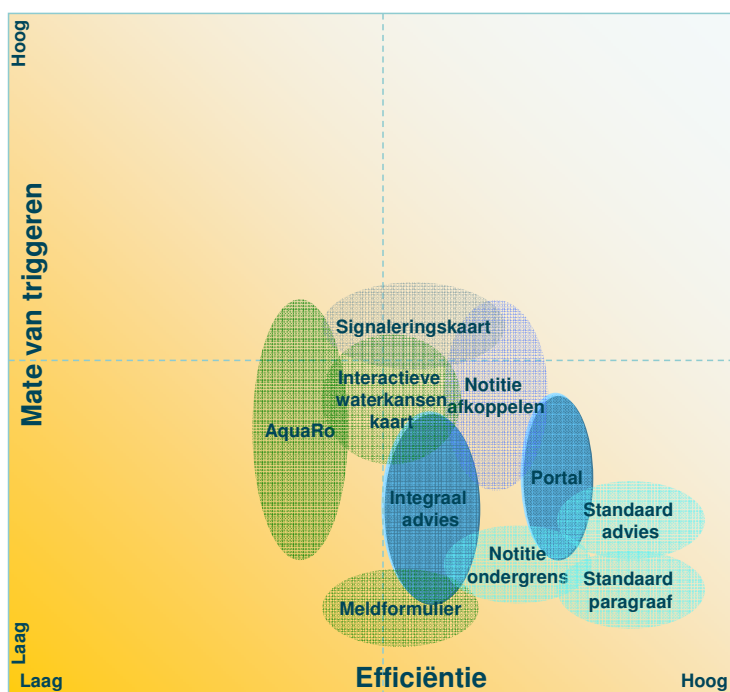 Hoog
Mate van triggeren
Signaleringskaart
Interactieve
waterkansen
kaart
Notitie
afkoppelen
AquaRo
Portal
Integraal
advies
Standaard
advies
Notitie
ondergrens
Standaard
paragraaf
Meldformulier
Laag
Laag
Efficiëntie
Hoog